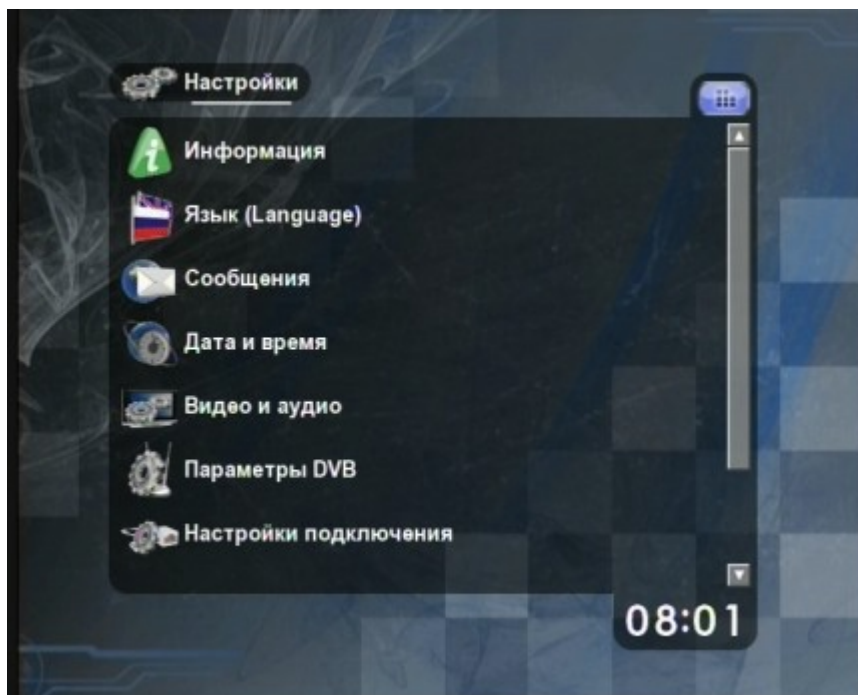 Настройки
Информация
Язык (Language)
Сообщения
Дата и время
Видео и аудио
Параметры DVB
Настройки подключения
08:01